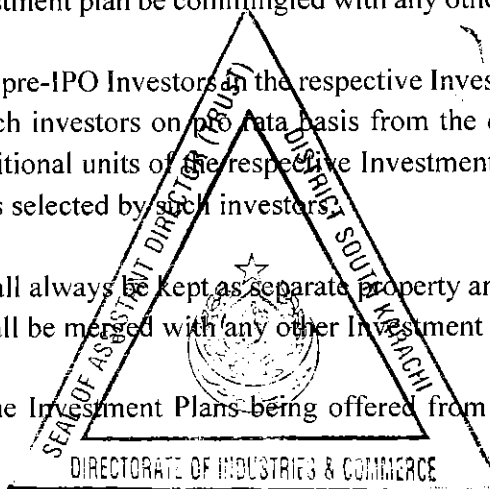 stment plan be commingled with any othe
pre-IPO Investors in the respective Inves
ch investors on pro rata basis from the
itional units of the respective Investment
s selected by such investors.
all always be kept as separate property an
all be merged with any other Investment
ne Investment Plans being offered from
SEAL OF ASSISTANT DIRECTOR (TRUST)
DISTRICT SOUTH KARACHI
DIRECTORATE OF INDUSTRIES & COMMERCE